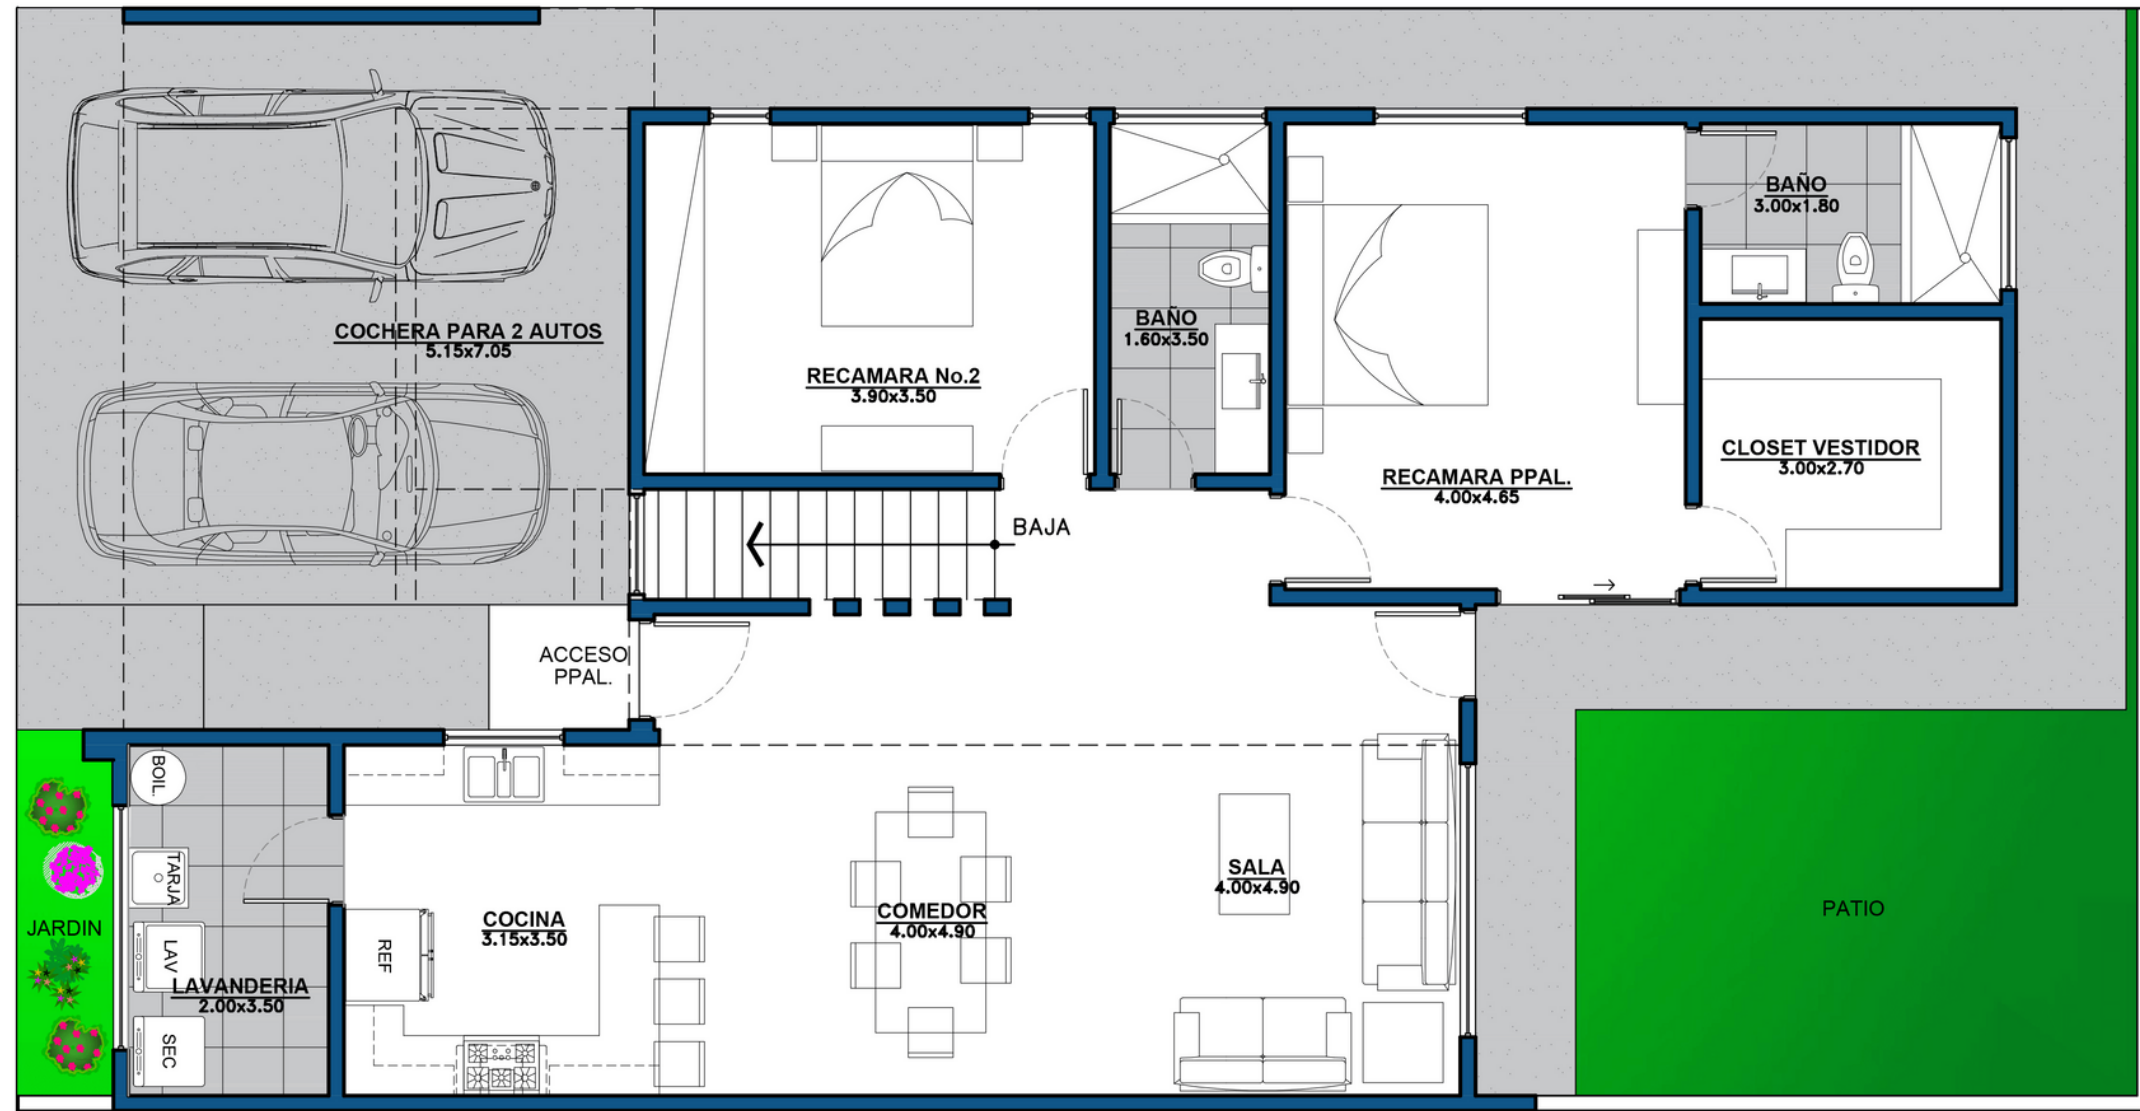 COCHERA PARA 2 AUTOS
5.15x7.05
RECAMARA No.2
3.90x3.50
BAÑO
1.60x3.50
RECAMARA PPAL.
4.00x4.65
BAÑO
3.00x1.80
CLOSET VESTIDOR
3.00x2.70
BAJA
ACCESO
PPAL.
BOIL.
TARJA
LAV
SEC
JARDIN
LAVANDERIA
2.00x3.50
REF
COCINA
3.15x3.50
COMEDOR
4.00x4.90
SALA
4.00x4.90
PATIO